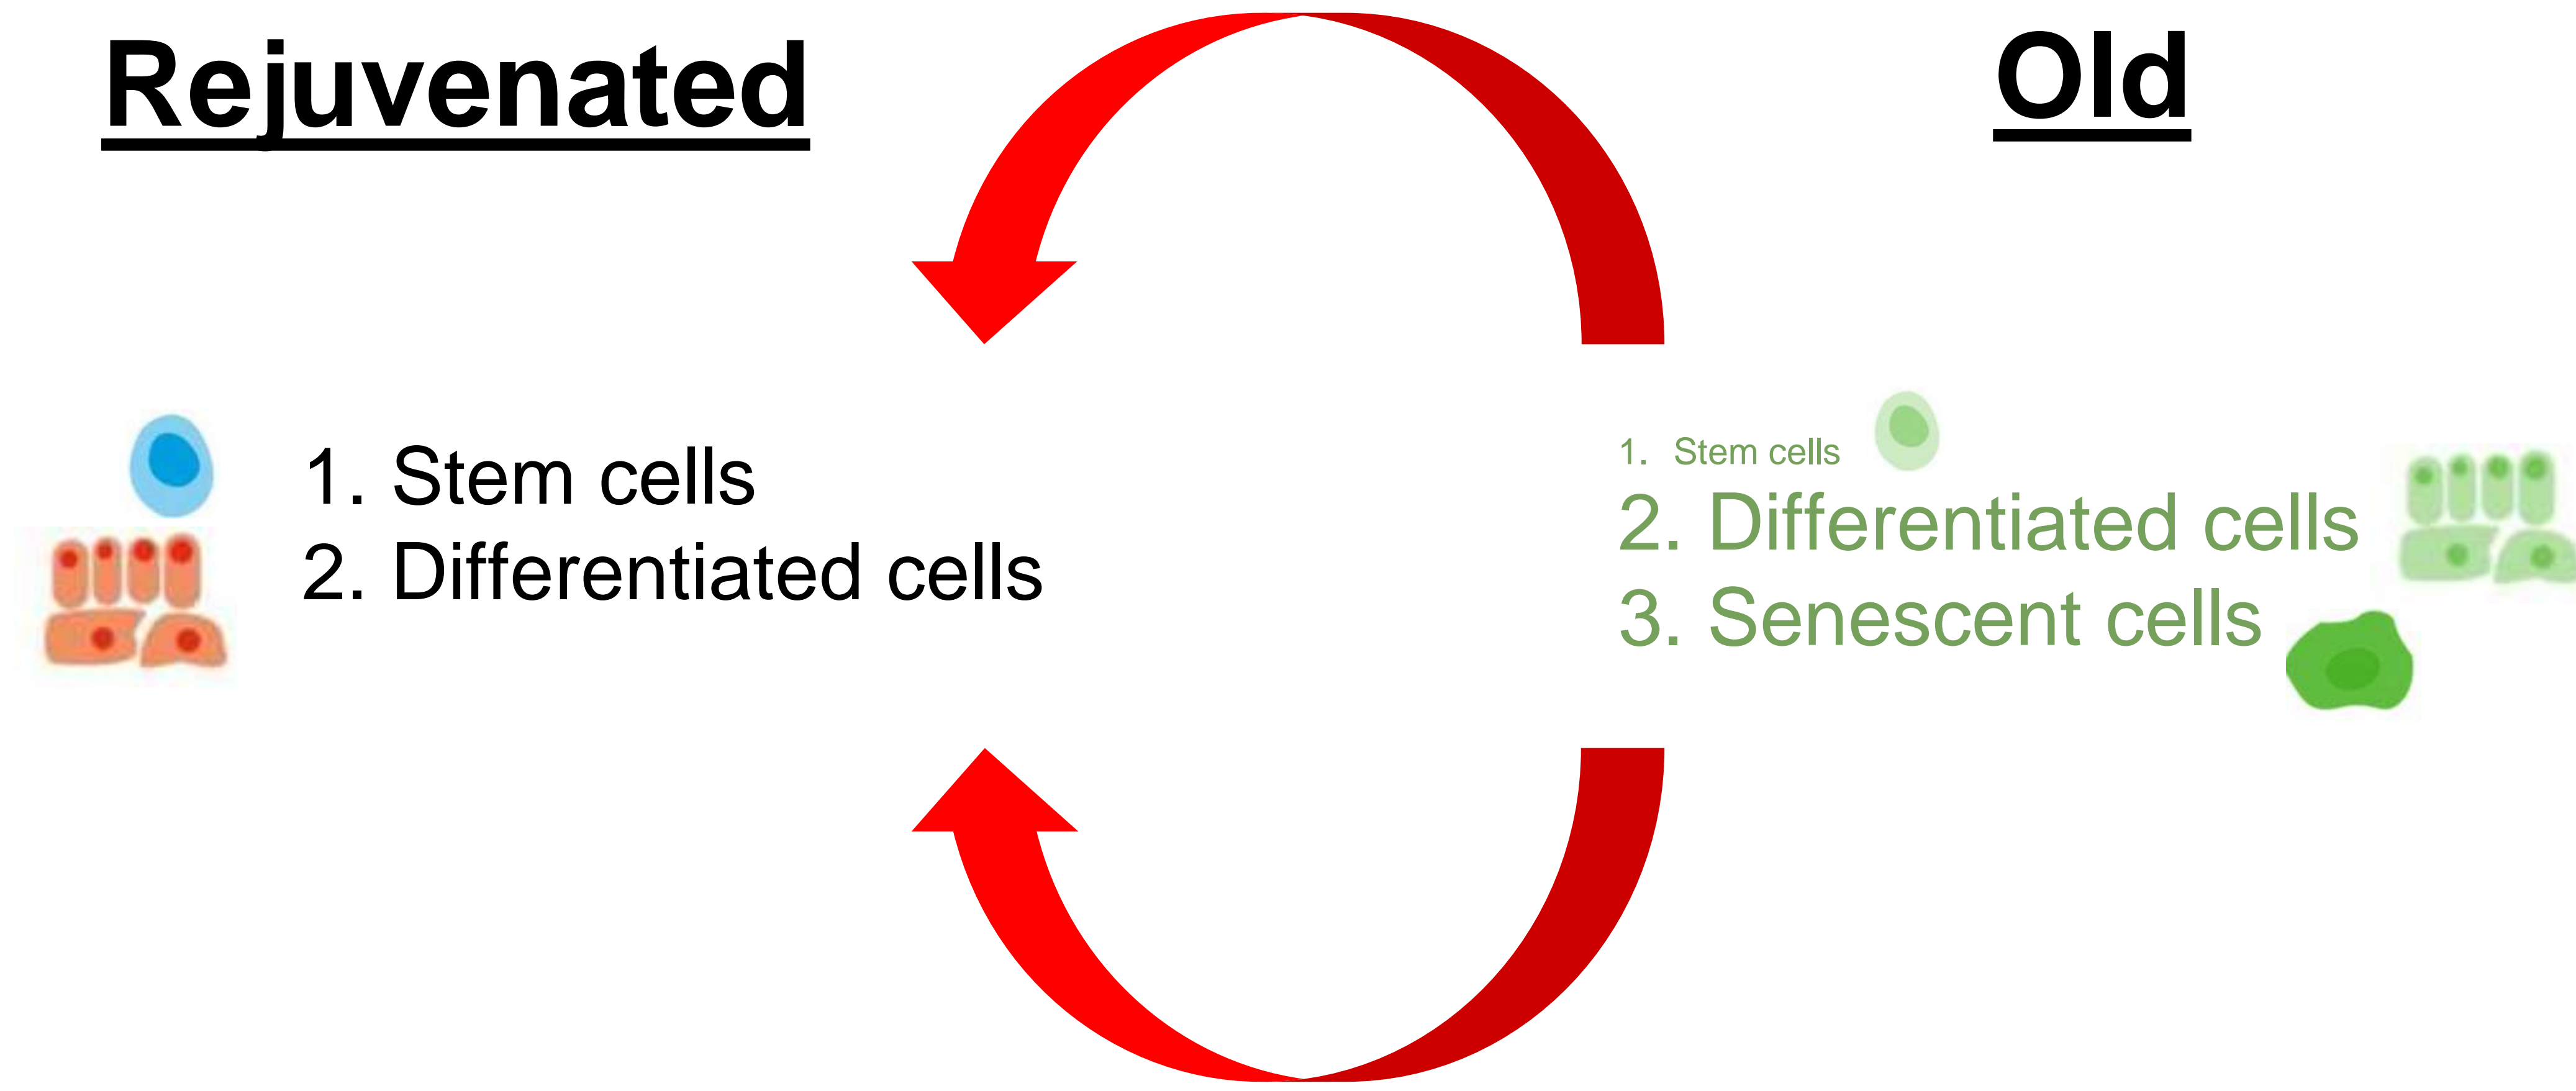 Rejuvenated
Old
1. Stem cells
2. Differentiated cells
1. Stem cells
2. Differentiated cells
3. Senescent cells